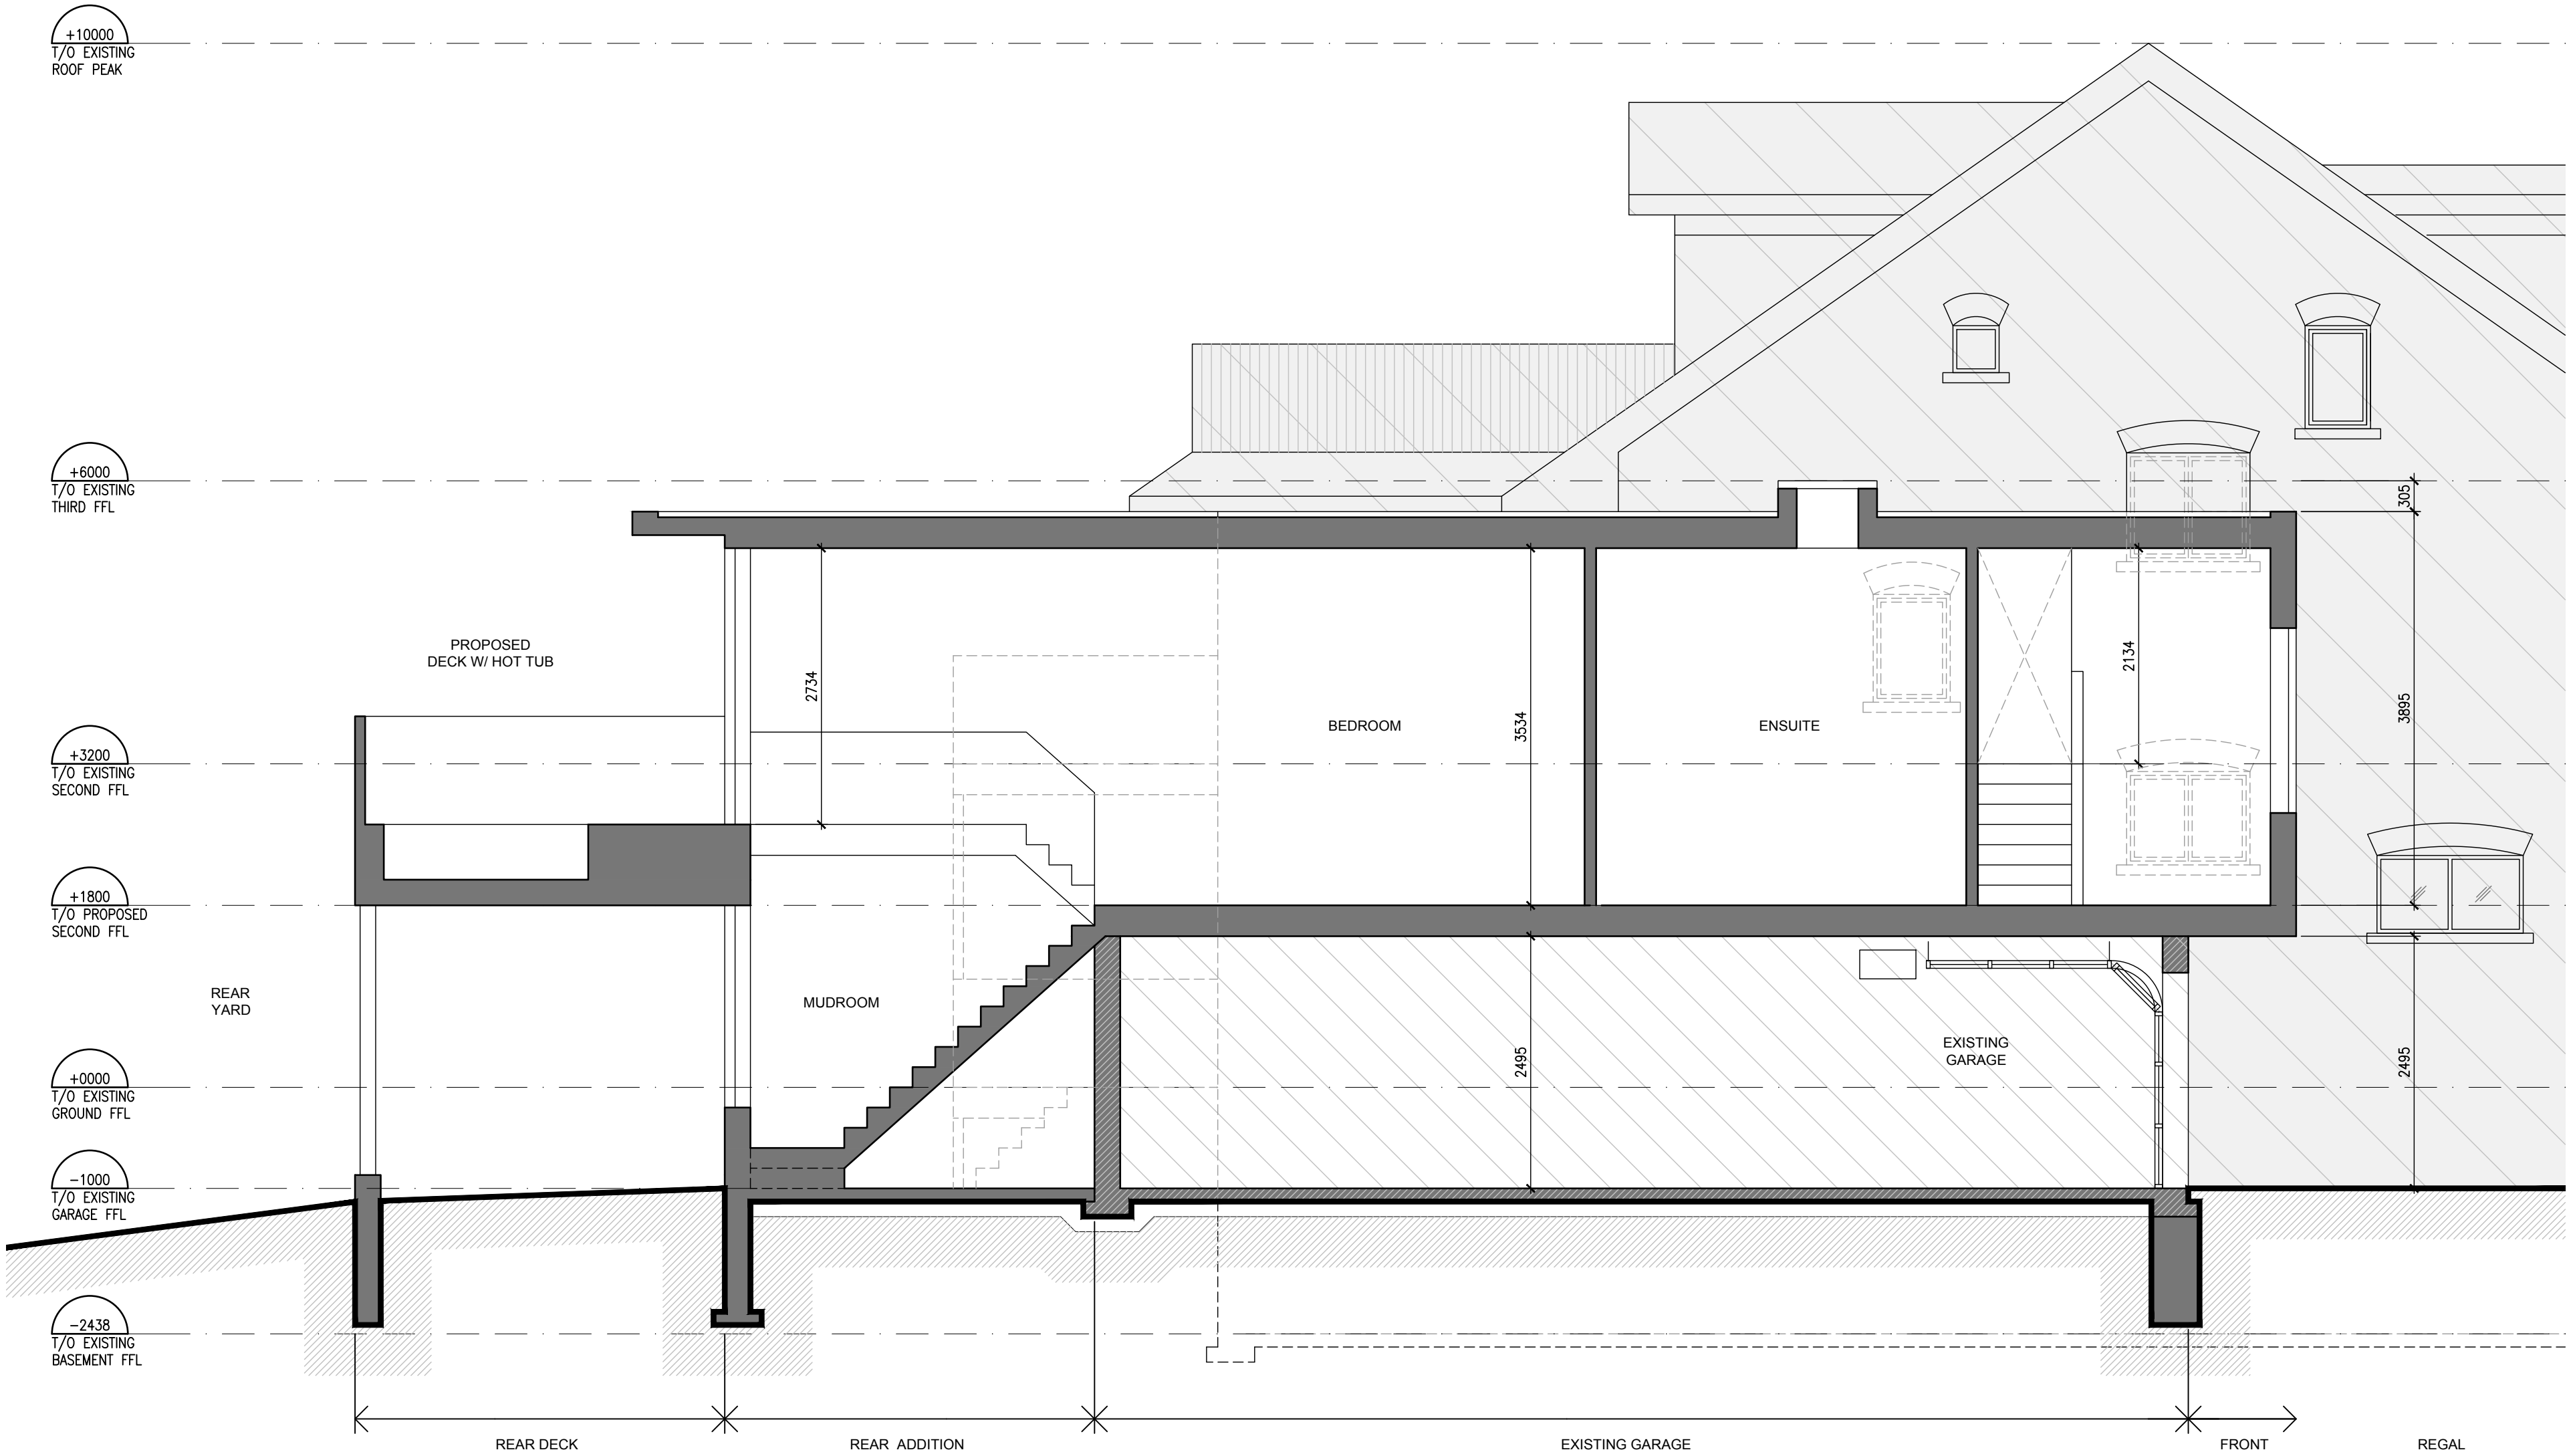 +10000
T/O EXISTING
ROOF PEAK
+6000
T/O EXISTING
THIRD FFL
305
PROPOSED
DECK W/ HOT TUB
2734
2134
BEDROOM
3534
ENSUITE
3895
+3200
T/O EXISTING
SECOND FFL
+1800
T/O PROPOSED
SECOND FFL
REAR
YARD
MUDROOM
2495
EXISTING
GARAGE
2495
+0000
T/O EXISTING
GROUND FFL
-1000
T/O EXISTING
GARAGE FFL
-2438
T/O EXISTING
BASEMENT FFL
REAR DECK
REAR ADDITION
EXISTING GARAGE
FRONT
REGAL